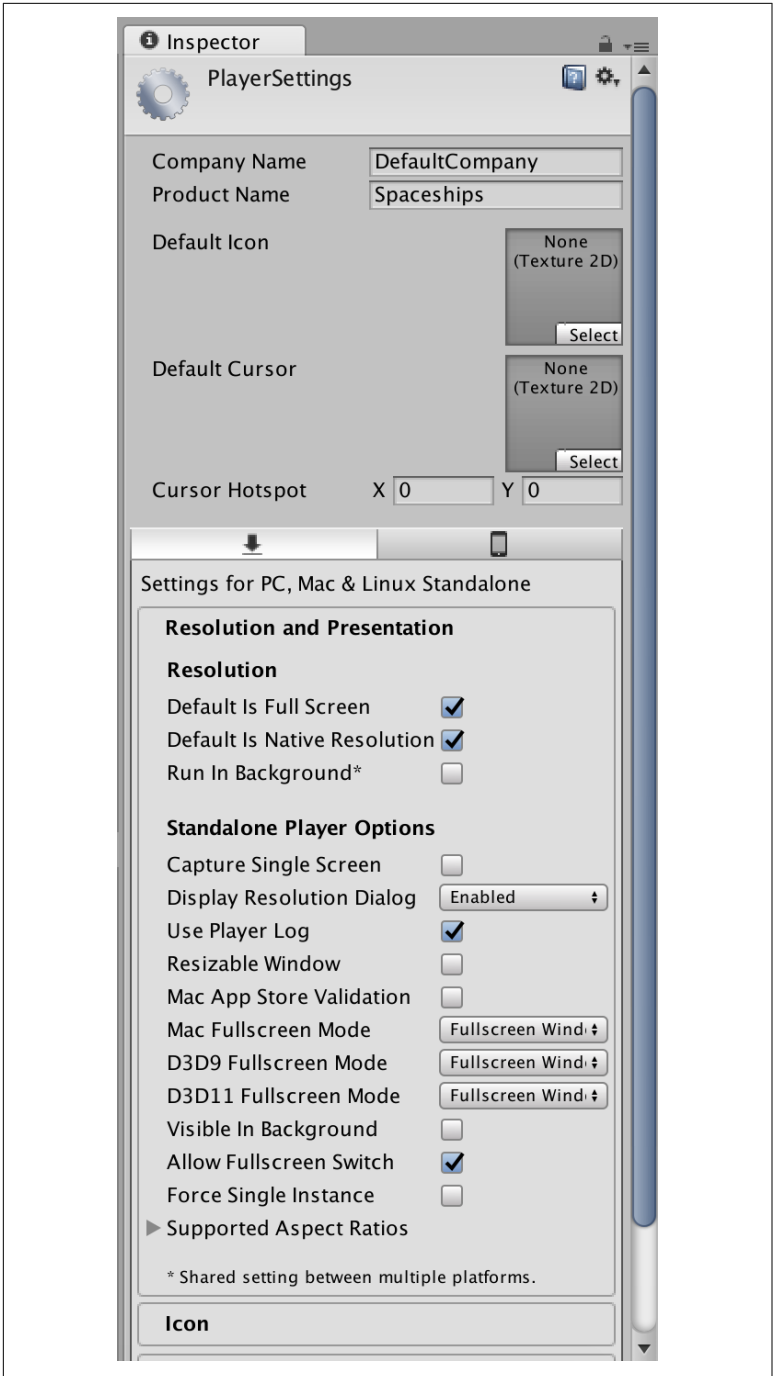 Inspector
PlayerSettings
Company Name DefaultCompany
Product Name Spaceships
Default Icon None
(Texture 2D)
Select
Default Cursor None
(Texture 2D)
Select
Cursor Hotspot X 0 Y 0
Settings for PC, Mac & Linux Standalone
Resolution and Presentation
Resolution
Default Is Full Screen
Default Is Native Resolution
Run In Background*
Standalone Player Options
Capture Single Screen
Display Resolution Dialog Enabled
Use Player Log
Resizable Window
Mac App Store Validation
Mac Fullscreen Mode Fullscreen Wind
D3D9 Fullscreen Mode Fullscreen Wind
D3D11 Fullscreen Mode Fullscreen Wind
Visible In Background
Allow Fullscreen Switch
Force Single Instance
Supported Aspect Ratios
* Shared setting between multiple platforms.
Icon